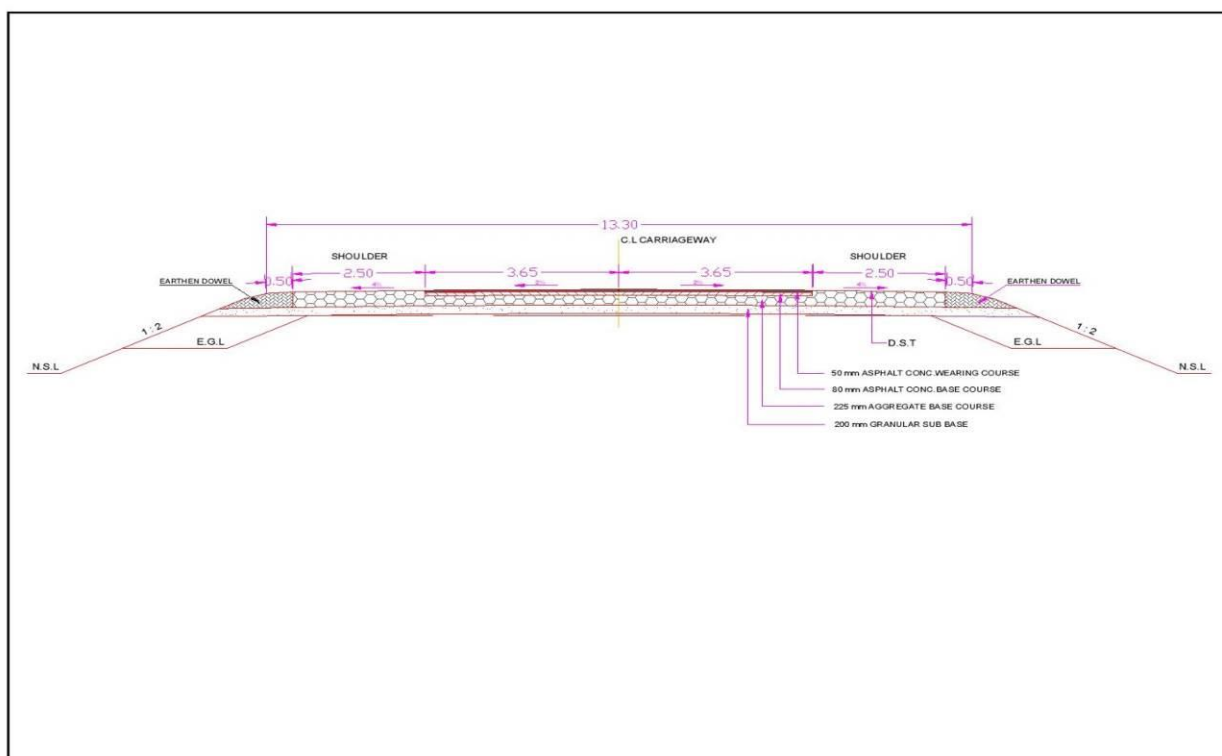 13.30
C.L CARRIAGEWAY
SHOULDER
SHOULDER
EARTHEN DOWEL
0.50
2.50
3.65
3.65
2.50
0.50
EARTHEN DOWEL
1:2
1:2
E.G.L
D.S.T
E.G.L
N.S.L
N.S.L
50 mm ASPHALT CONC.WEARING COURSE
80 mm ASPHALT CONC.BASE COURSE
225 mm AGGREGATE BASE COURSE
200 mm GRANULAR SUB BASE